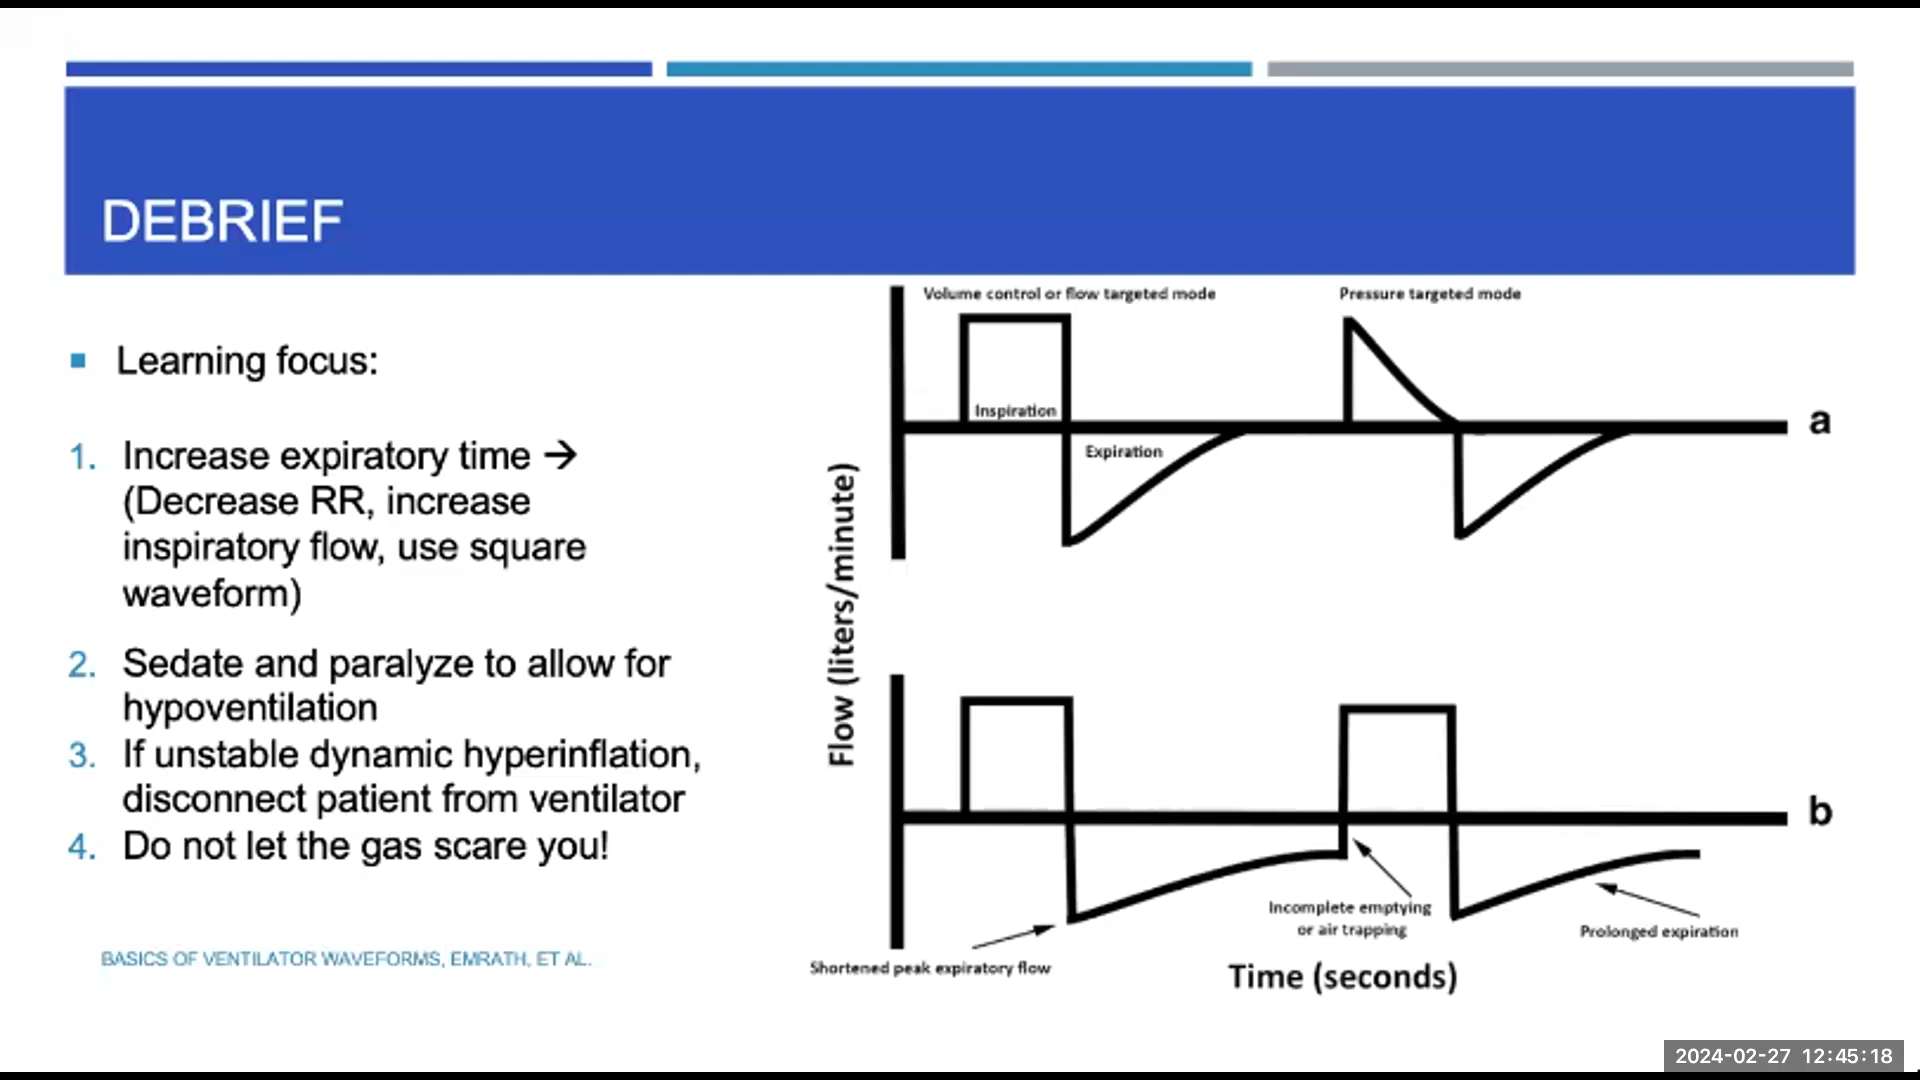 DEBRIEF
Learning focus:
1. Increase expiratory time →
(Decrease RR, increase
inspiratory flow, use square
waveform)
2. Sedate and paralyze to allow for
hypoventilation
3. If unstable dynamic hyperinflation,
disconnect patient from ventilator
4. Do not let the gas scare you!
BASICS OF VENTILATOR WAVEFORMS, EMRATH, ET AL.
Volume control or flow targeted mode
Pressure targeted mode
Inspiration
Expiration
a
Flow (liters/minute)
b
Incomplete emptying
or air trapping
Prolonged expiration
Shortened peak expiratory flow
Time (seconds)
2024-02-27 12:45:18